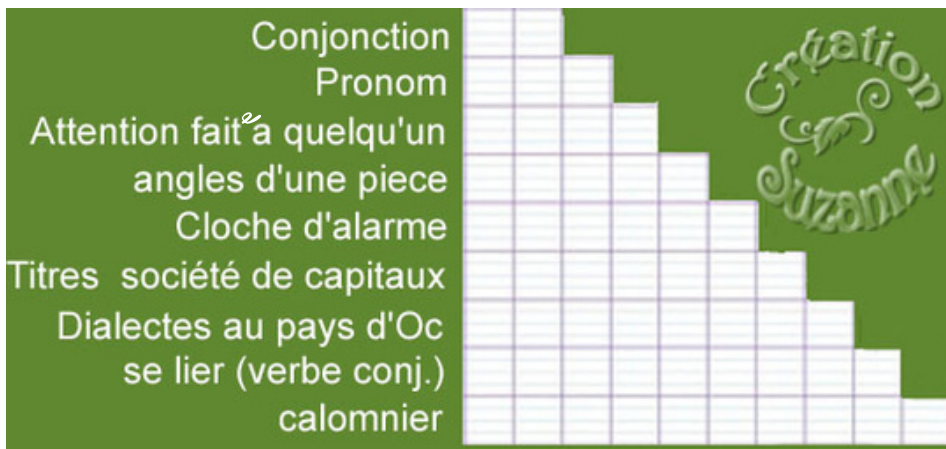 Conjonction
Pronom
Attention faite a quelqu'un
angles d'une piece
Cloche d'alarme
Titres société de capitaux
Dialectes au pays d'Oc
se lier (verbe conj.)
calomnier
Création
Suzanne